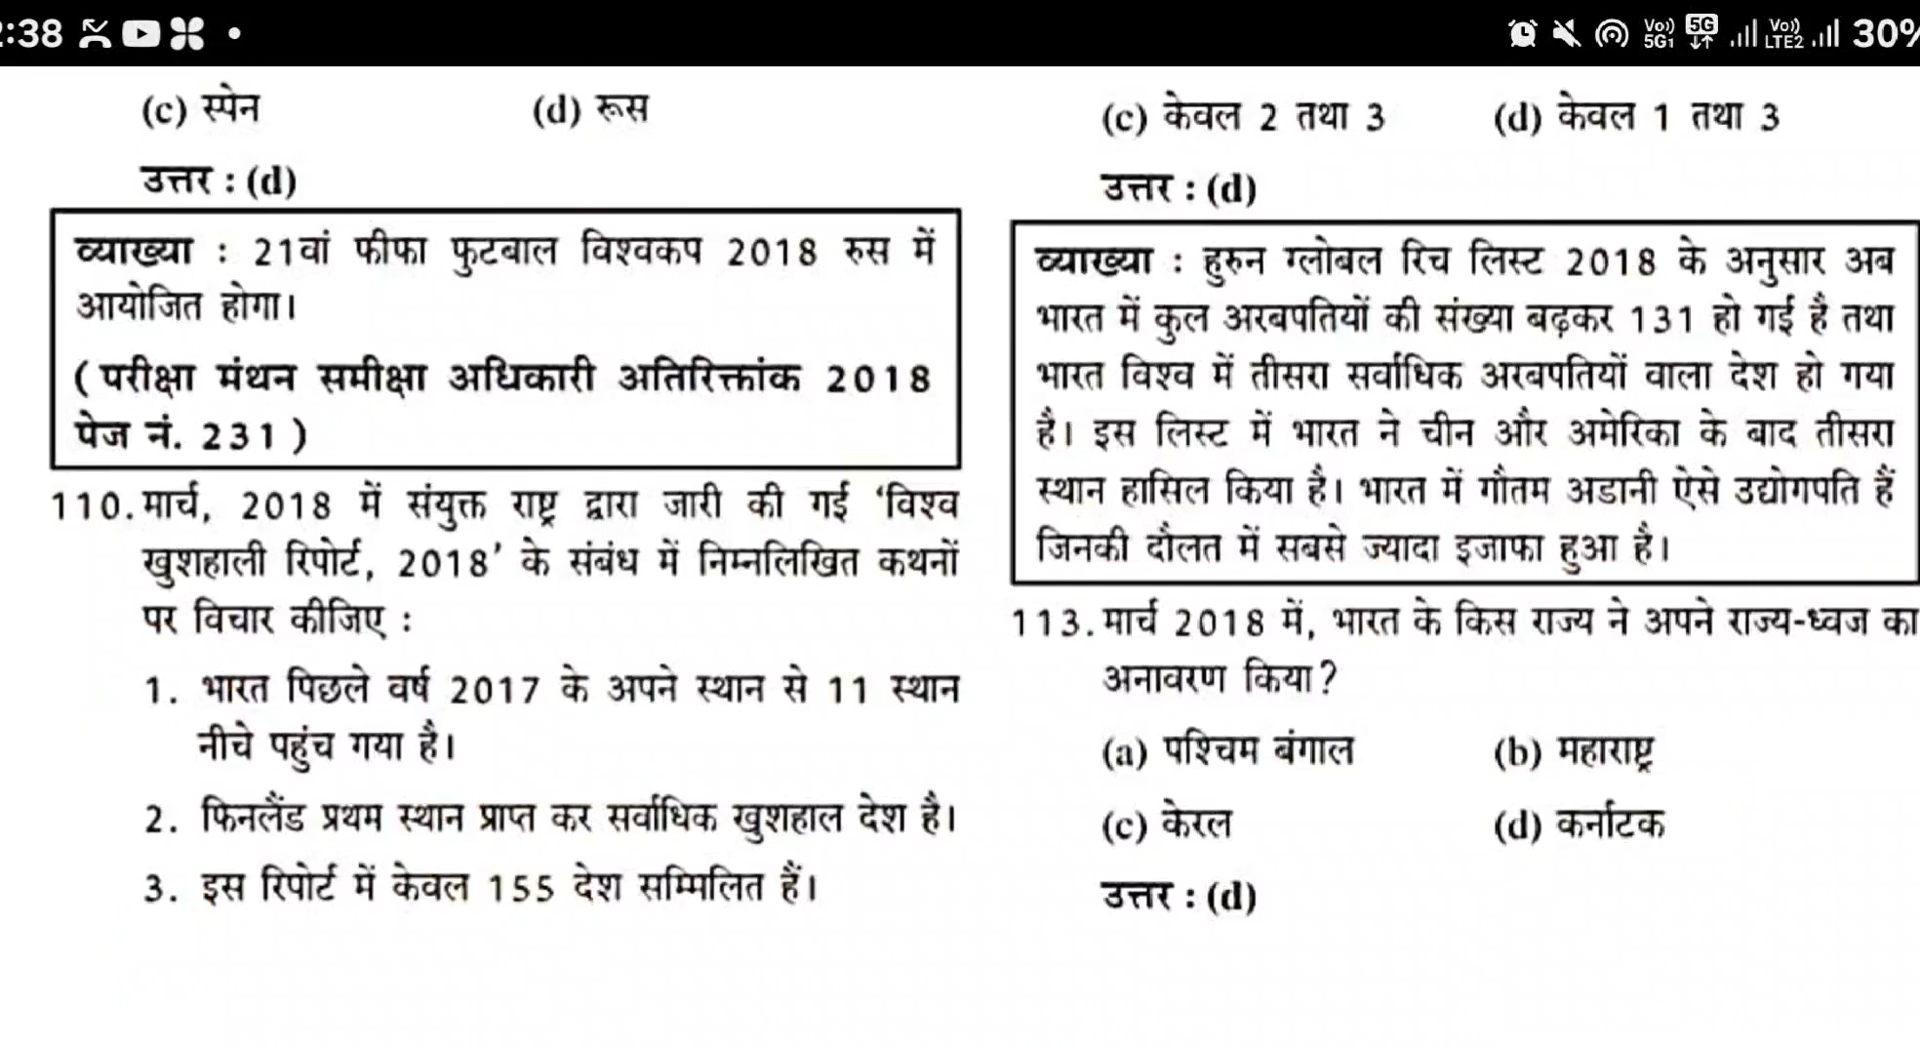 :38
Vo)) 5G1 5G Vo)) LTE2 30%
(c) स्पेन (d) रूस
उत्तर : (d)
व्याख्या : 21वां फीफा फुटबाल विश्वकप 2018 रुस में
आयोजित होगा।
(परीक्षा मंथन समीक्षा अधिकारी अतिरिक्तांक 2018
पेज नं. 231)
110. मार्च, 2018 में संयुक्त राष्ट्र द्वारा जारी की गई ‘विश्व
खुशहाली रिपोर्ट, 2018’ के संबंध में निम्नलिखित कथनों
पर विचार कीजिए :
1. भारत पिछले वर्ष 2017 के अपने स्थान से 11 स्थान
नीचे पहुंच गया है।
2. फिनलैंड प्रथम स्थान प्राप्त कर सर्वाधिक खुशहाल देश है।
3. इस रिपोर्ट में केवल 155 देश सम्मिलित हैं।
(c) केवल 2 तथा 3 (d) केवल 1 तथा 3
उत्तर : (d)
व्याख्या : हुरुन ग्लोबल रिच लिस्ट 2018 के अनुसार अब
भारत में कुल अरबपतियों की संख्या बढ़कर 131 हो गई है तथा
भारत विश्व में तीसरा सर्वाधिक अरबपतियों वाला देश हो गया
है। इस लिस्ट में भारत ने चीन और अमेरिका के बाद तीसरा
स्थान हासिल किया है। भारत में गौतम अडानी ऐसे उद्योगपति हैं
जिनकी दौलत में सबसे ज्यादा इजाफा हुआ है।
113. मार्च 2018 में, भारत के किस राज्य ने अपने राज्य-ध्वज का
अनावरण किया?
(a) पश्चिम बंगाल (b) महाराष्ट्र
(c) केरल (d) कर्नाटक
उत्तर : (d)